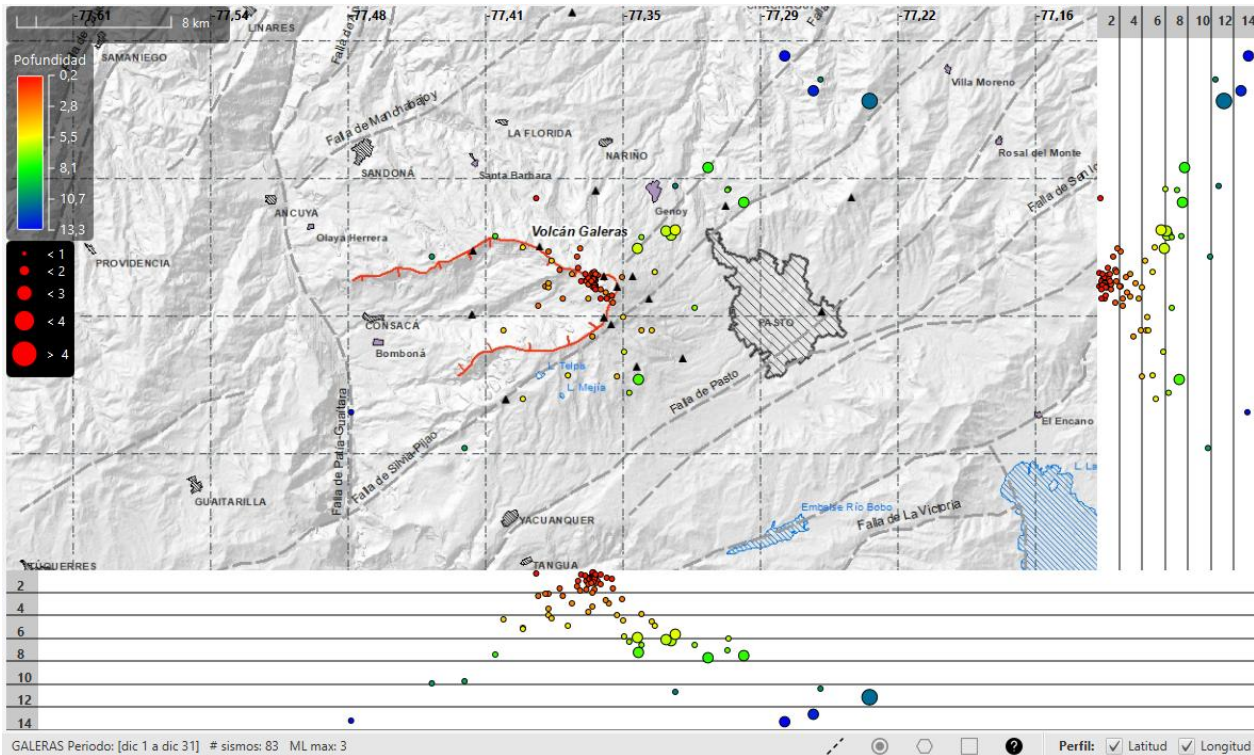 77,61
77,54
77,48
77,41
77,35
77,29
77,22
77,16
2 4 6 8 10 12 14
8 km
LINARES
SAMANIEGO
Pofundidad
0,2
2,8
5,5
8,1
10,7
13,3
Villa Moreno
Falla de Manchabajoy
LA FLORIDA
NARIÑO
Rosal del Monte
SANDONÁ
Santa Barbara
Genoy
ANCUYA
Olaya Herrera
Volcán Galeras
PROVIDENCIA
< 1
< 2
< 3
< 4
> 4
CONSACA
Bomboná
PASTO
L. Telpis
L. Mejía
Falla de Pasto
Falla de Patía-Guáitara
Falla de Silvia-Pijao
El Encano
GUAITARILLA
YACUANQUER
Embalse Río Bobo
Falla de La Victoria
TANGUA
2
4
6
8
10
12
14
GALERAS Periodo: [dic 1 a dic 31] # sismos: 83 ML max: 3
? Perfil: Latitud Longitud